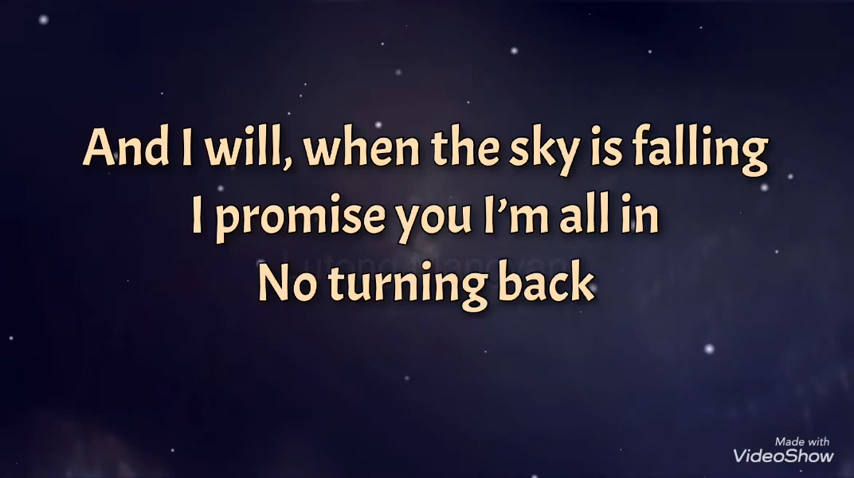 And I will, when the sky is falling
I promise you I’m all in
No turning back
Made with
VideoShow